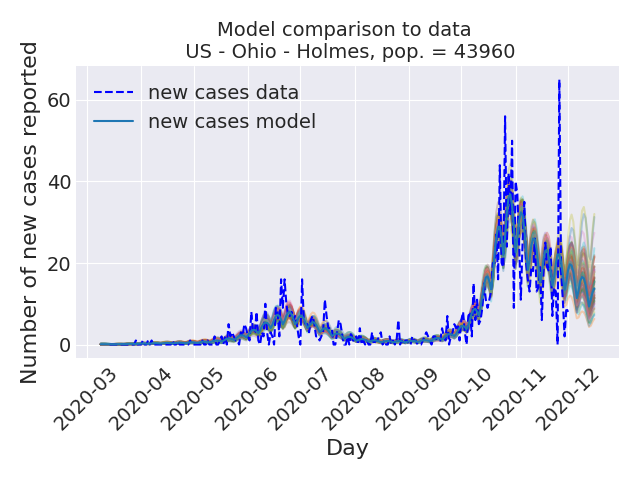 Model comparison to data
US - Ohio - Holmes, pop. = 43960
Number of new cases reported
60
40
20
0
new cases data
new cases model
2020-03
2020-04
2020-05
2020-06
2020-07
2020-08
2020-09
2020-10
2020-11
2020-12
Day